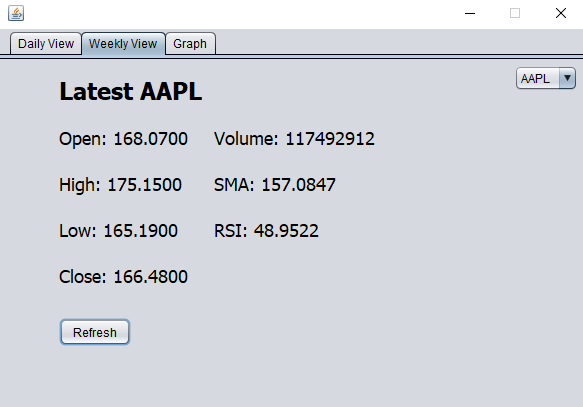 Daily View Weekly View Graph
AAPL
Latest AAPL
Open: 168.0700 Volume: 117492912
High: 175.1500 SMA: 157.0847
Low: 165.1900 RSI: 48.9522
Close: 166.4800
Refresh